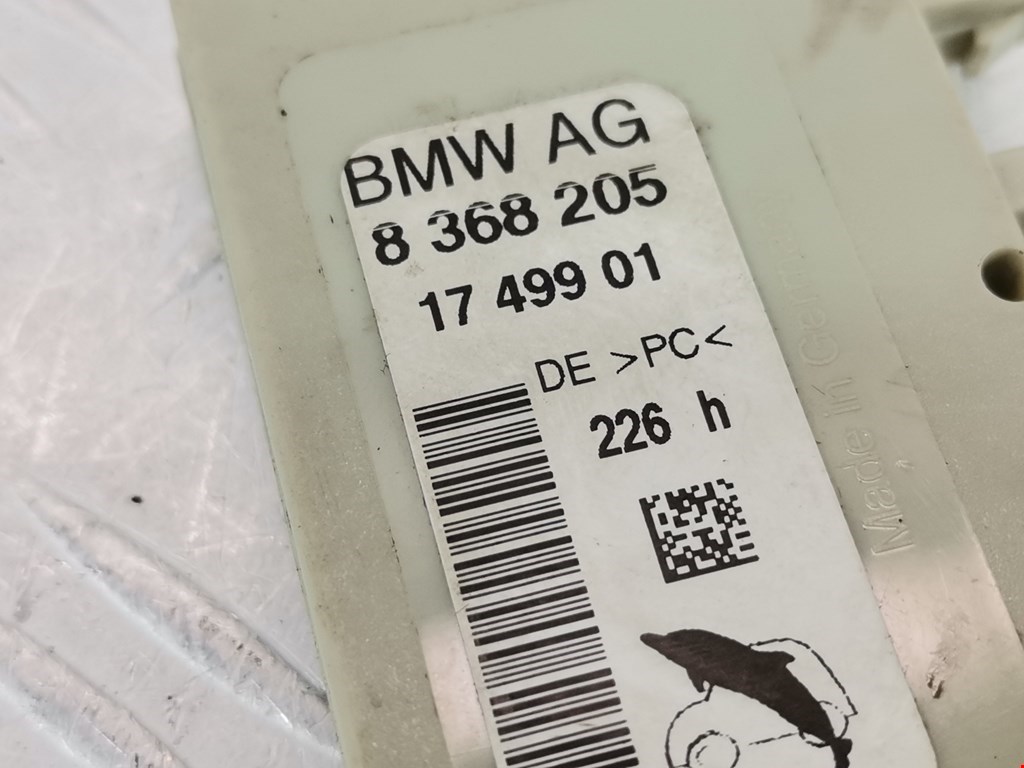 BMW AG
8 368 205
17 499 01
DE >PC<
226 h
Made in Germany